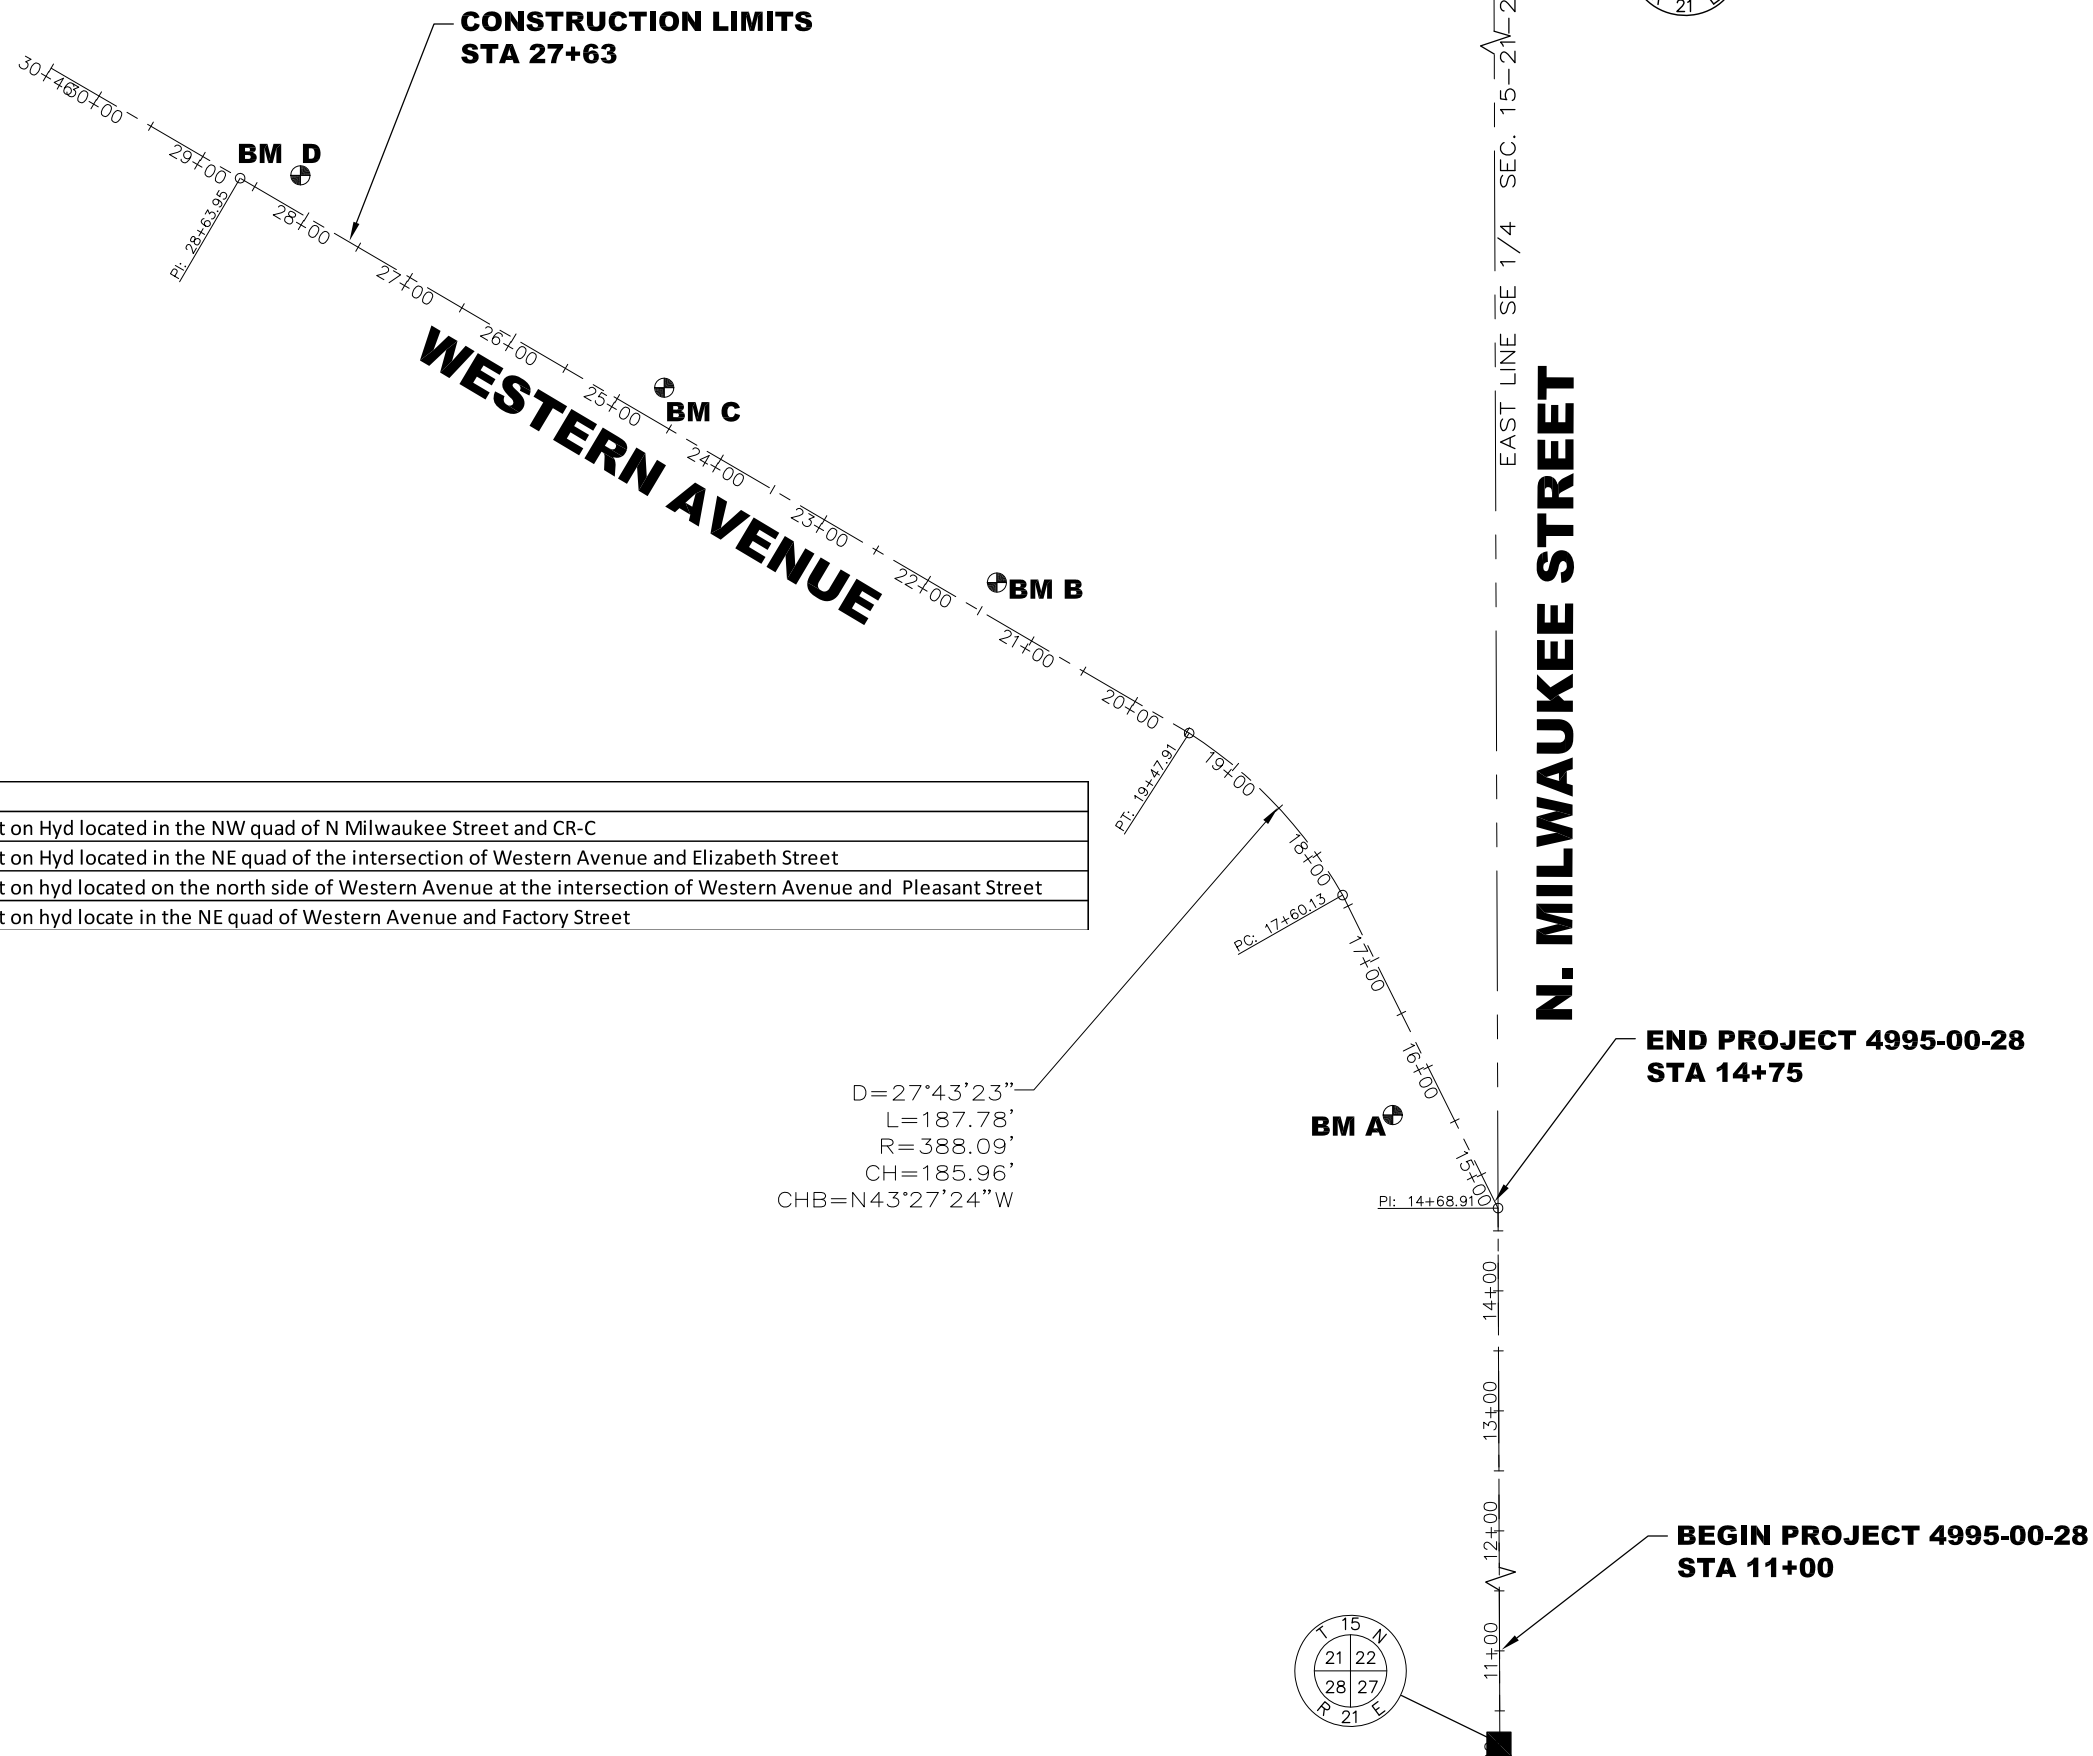 CONSTRUCTION LIMITS
STA 27+63
21
30+46
30+00
29+00
BM D
28+00
PI: 28+63.95
27+00
26+00
25+00
BM C
24+00
23+00
22+00
BM B
21+00
20+00
WESTERN AVENUE
EAST LINE SE 1/4 SEC. 15-21-2
N. MILWAUKEE STREET
PT: 19+47.91
19+00
18+00
PC: 17+60.13
17+00
t on Hyd located in the NW quad of N Milwaukee Street and CR-C
t on Hyd located in the NE quad of the intersection of Western Avenue and Elizabeth Street
t on hyd located on the north side of Western Avenue at the intersection of Western Avenue and Pleasant Street
t on hyd locate in the NE quad of Western Avenue and Factory Street
END PROJECT 4995-00-28
STA 14+75
16+00
D=27°43'23"
L=187.78'
R=388.09'
CH=185.96'
CHB=N43°27'24"W
BM A
15+00
PI: 14+68.91
14+00
13+00
12+00
BEGIN PROJECT 4995-00-28
STA 11+00
11+00
T 15 N
21 22
28 27
R 21 E